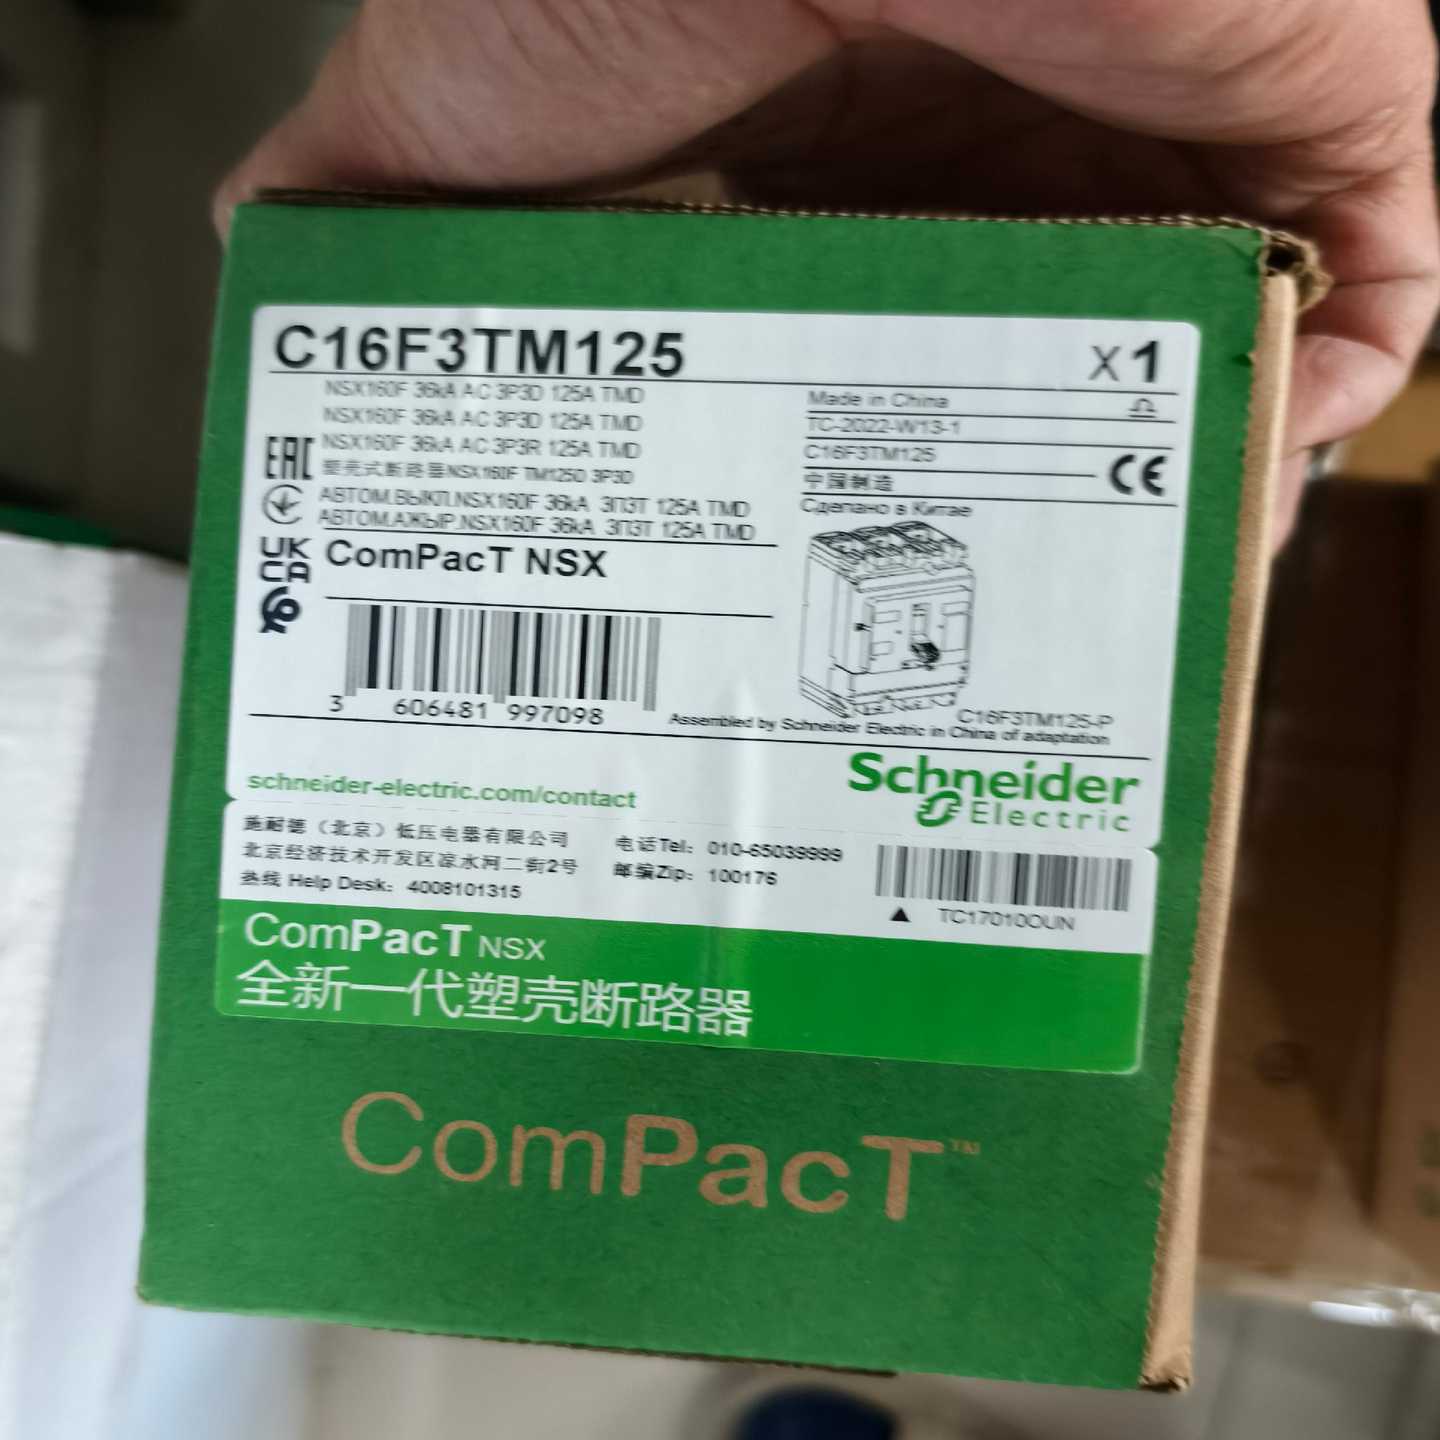 C16F3TM125
X 1
NSX160F 36kA AC 3P3D 125A TMD
NSX160F 36kA AC 3P3D 125A TMD
NSX160F 36kA AC 3P3R 125A TMD
塑壳式断路器NSX160F TM125D 3P3D
АВТОМ.ВЫКЛ.NSX160F 36kA ЗПЗТ 125A TMD
АВТОМ.АЖЫР.NSX160F 36kA ЗПЗТ 125A TMD
Made in China
TC-2022-W13-1
C16F3TM125
中国制造
Сделано в Китае
EAC
CE
UK
CA
ComPacT NSX
3 606481 997098
C16F3TM125-P
Assembled by Schneider Electric in China of adaptation
schneider-electric.com/contact
Schneider
Electric
施耐德（北京）低压电器有限公司
北京经济技术开发区凉水河二街2号
热线 Help Desk: 4008101315
电话Tel: 010-65039999
邮编Zip: 100176
▲ TC17010OUN
ComPacT NSX
全新一代塑壳断路器
ComPacT™